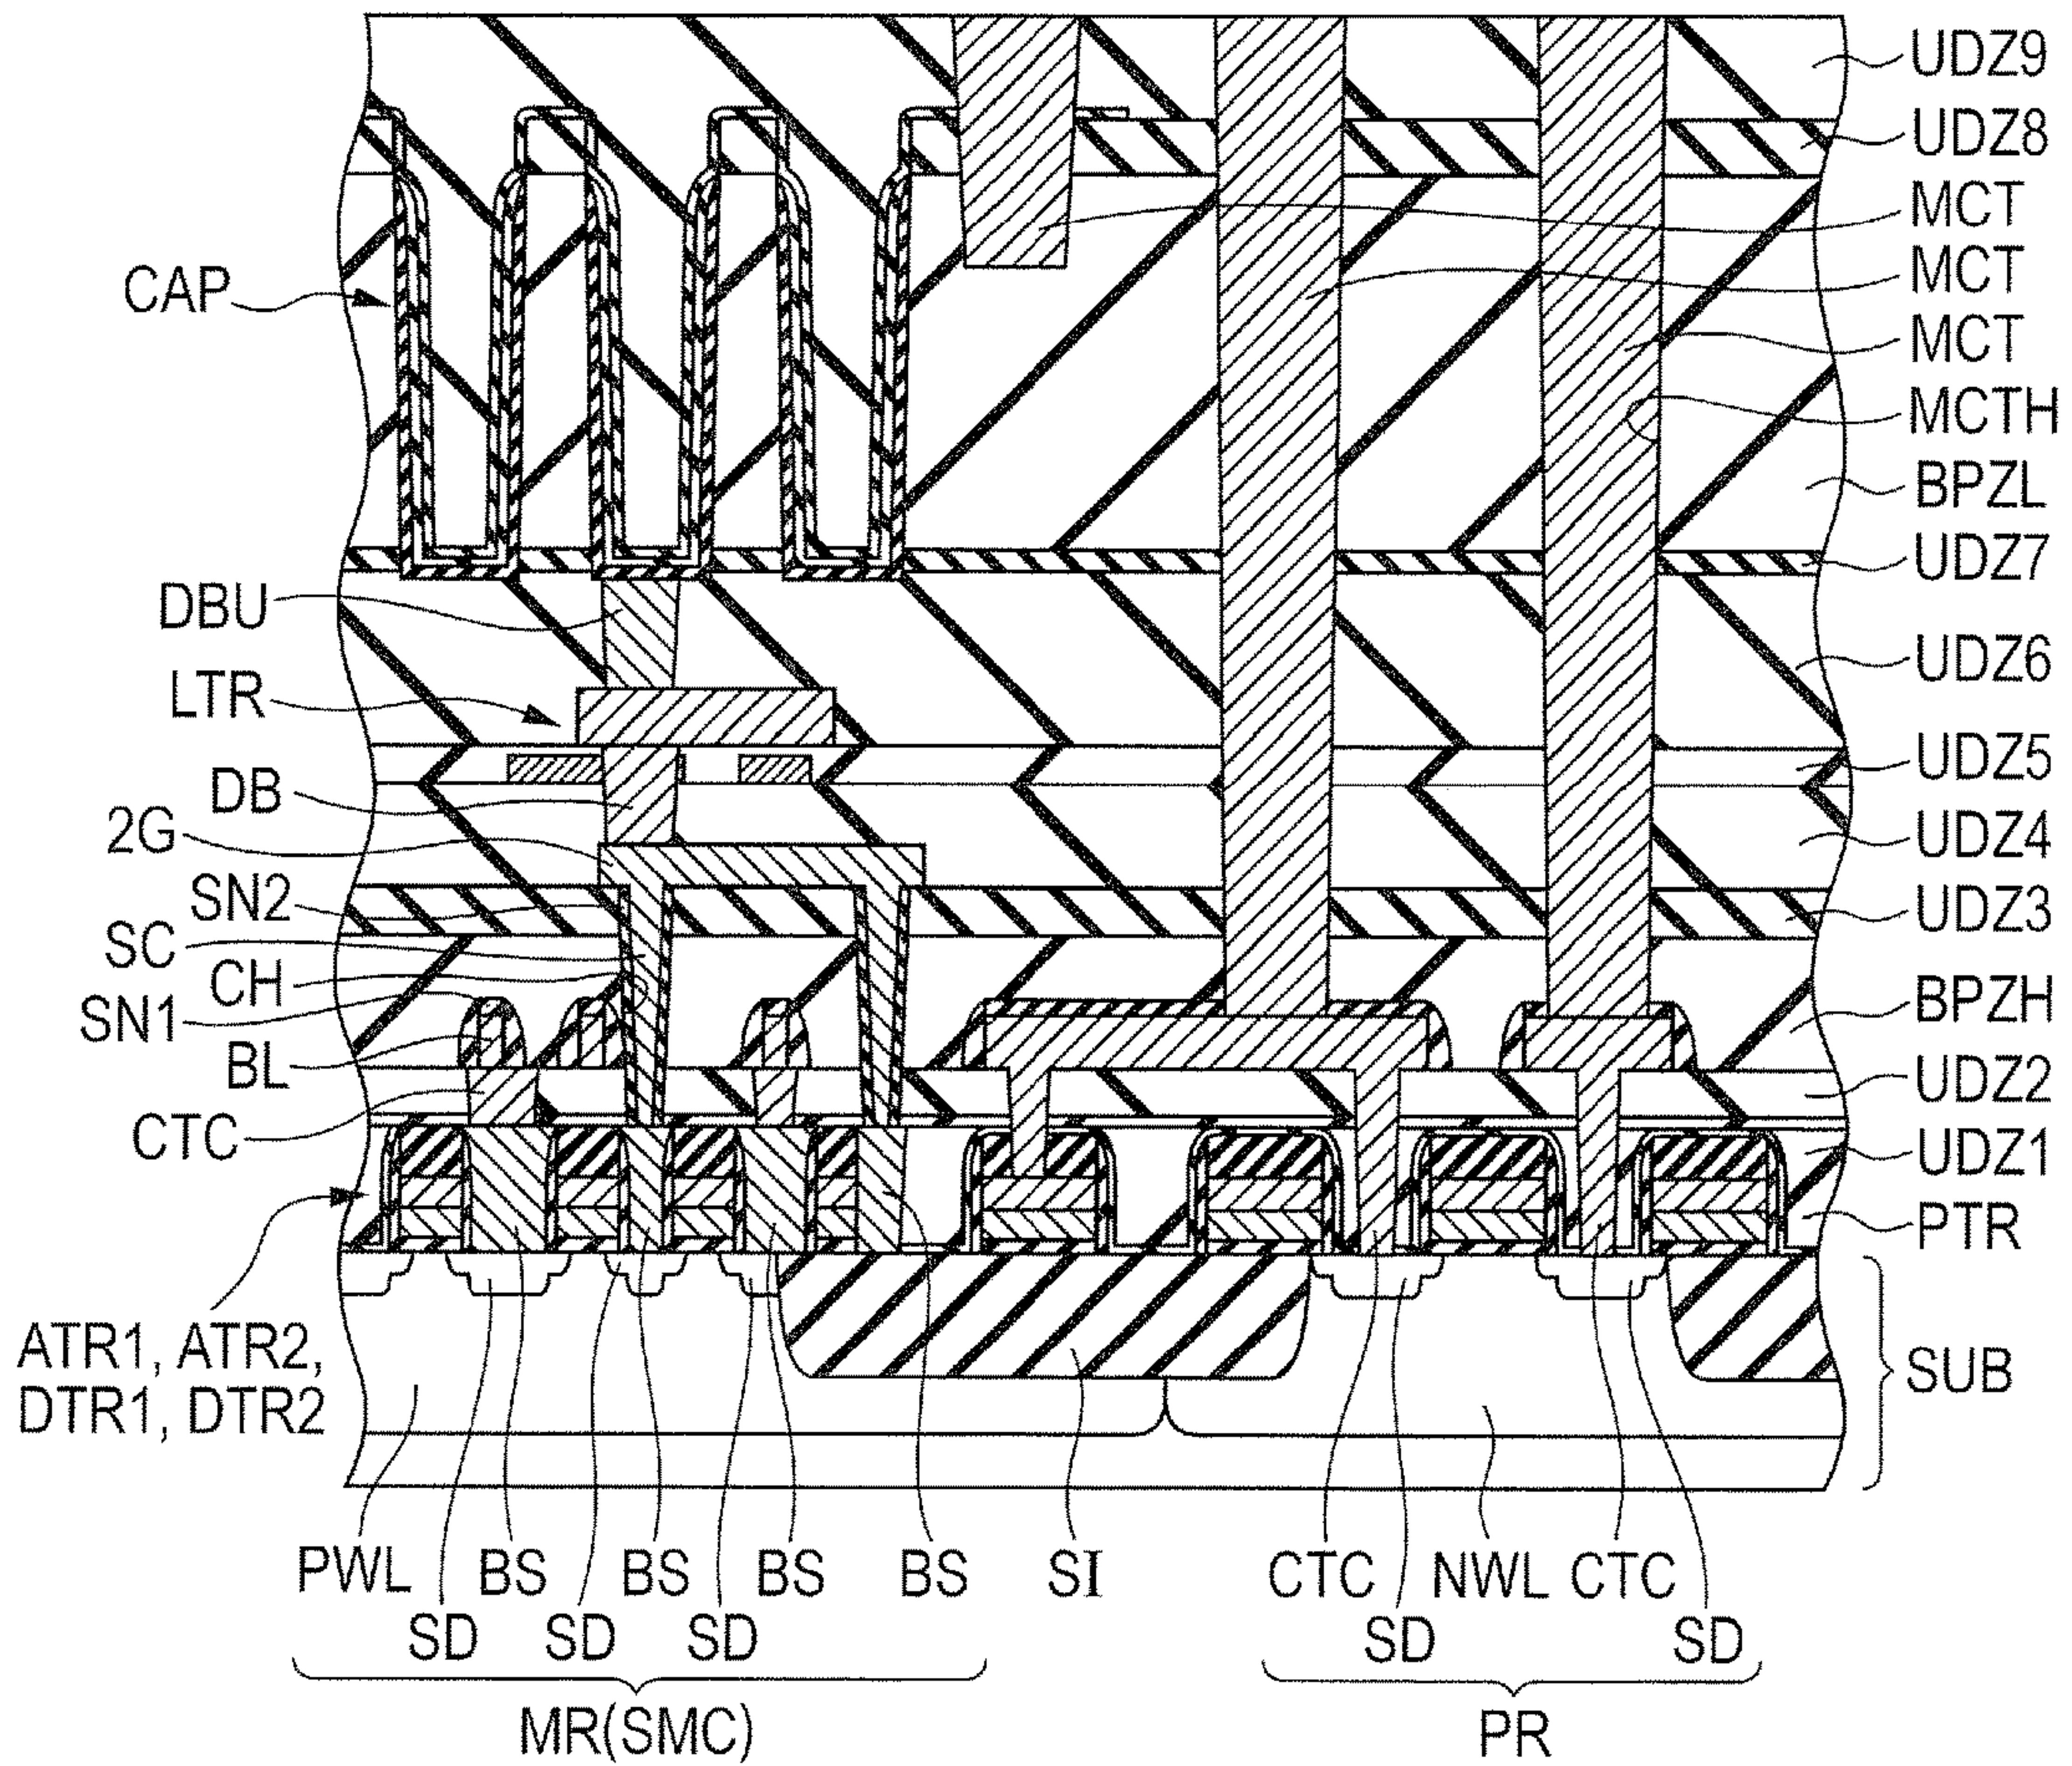 UDZ9
UDZ8
MCT
MCT
MCT
MCTH
BPZL
UDZ7
UDZ6
UDZ5
UDZ4
UDZ3
BPZH
UDZ2
UDZ1
PTR
SUB
CAP
DBU
LTR
DB
2G
SN2
SC
CH
SN1
BL
CTC
ATR1, ATR2,
DTR1, DTR2
PWL BS BS BS BS SI CTC NWL CTC
SD SD SD SD SD
MR(SMC) PR